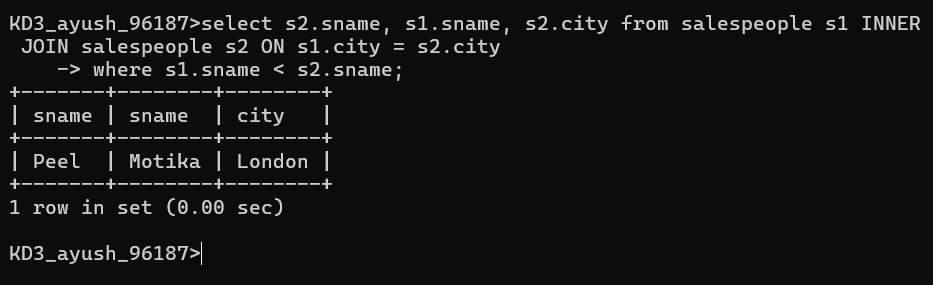 KD3_ayush_96187>select s2.sname, s1.sname, s2.city from salespeople s1 INNER
 JOIN salespeople s2 ON s1.city = s2.city
    -> where s1.sname < s2.sname;
+-------+--------+--------+
| sname | sname  | city   |
+-------+--------+--------+
| Peel  | Motika | London |
+-------+--------+--------+
1 row in set (0.00 sec)

KD3_ayush_96187>